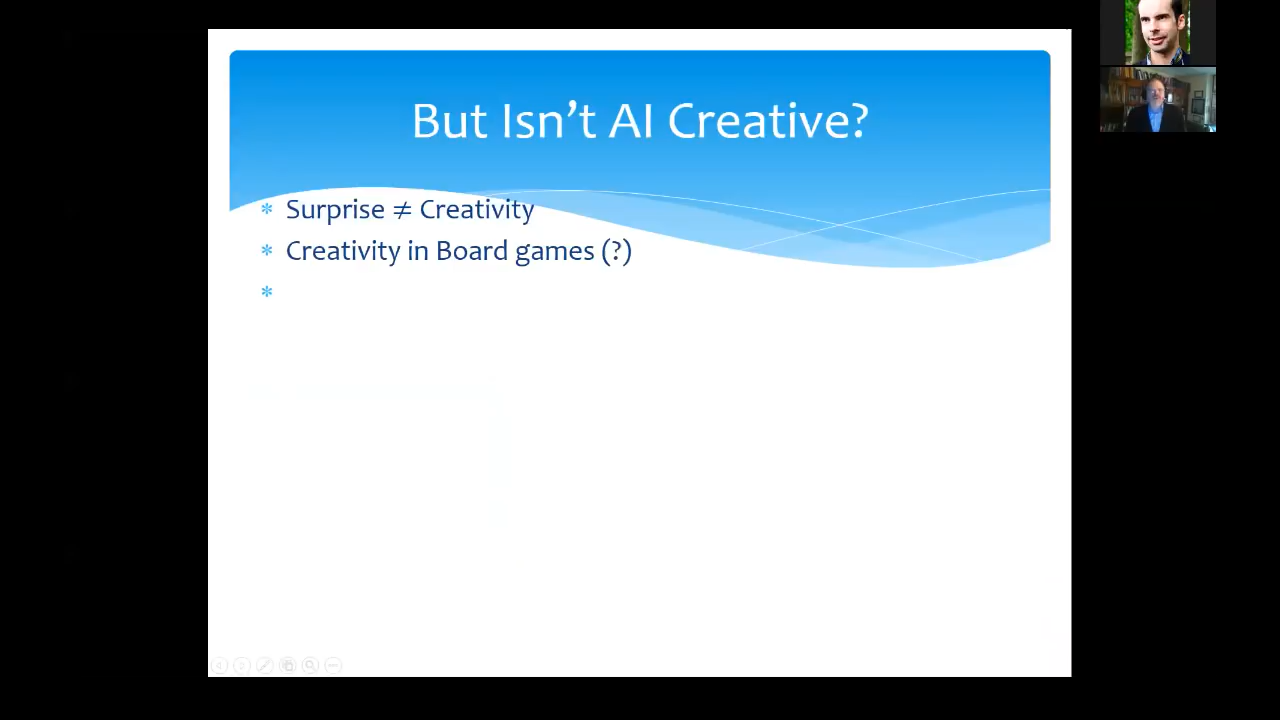 But Isn’t AI Creative?
* Surprise ≠ Creativity
* Creativity in Board games (?)
*